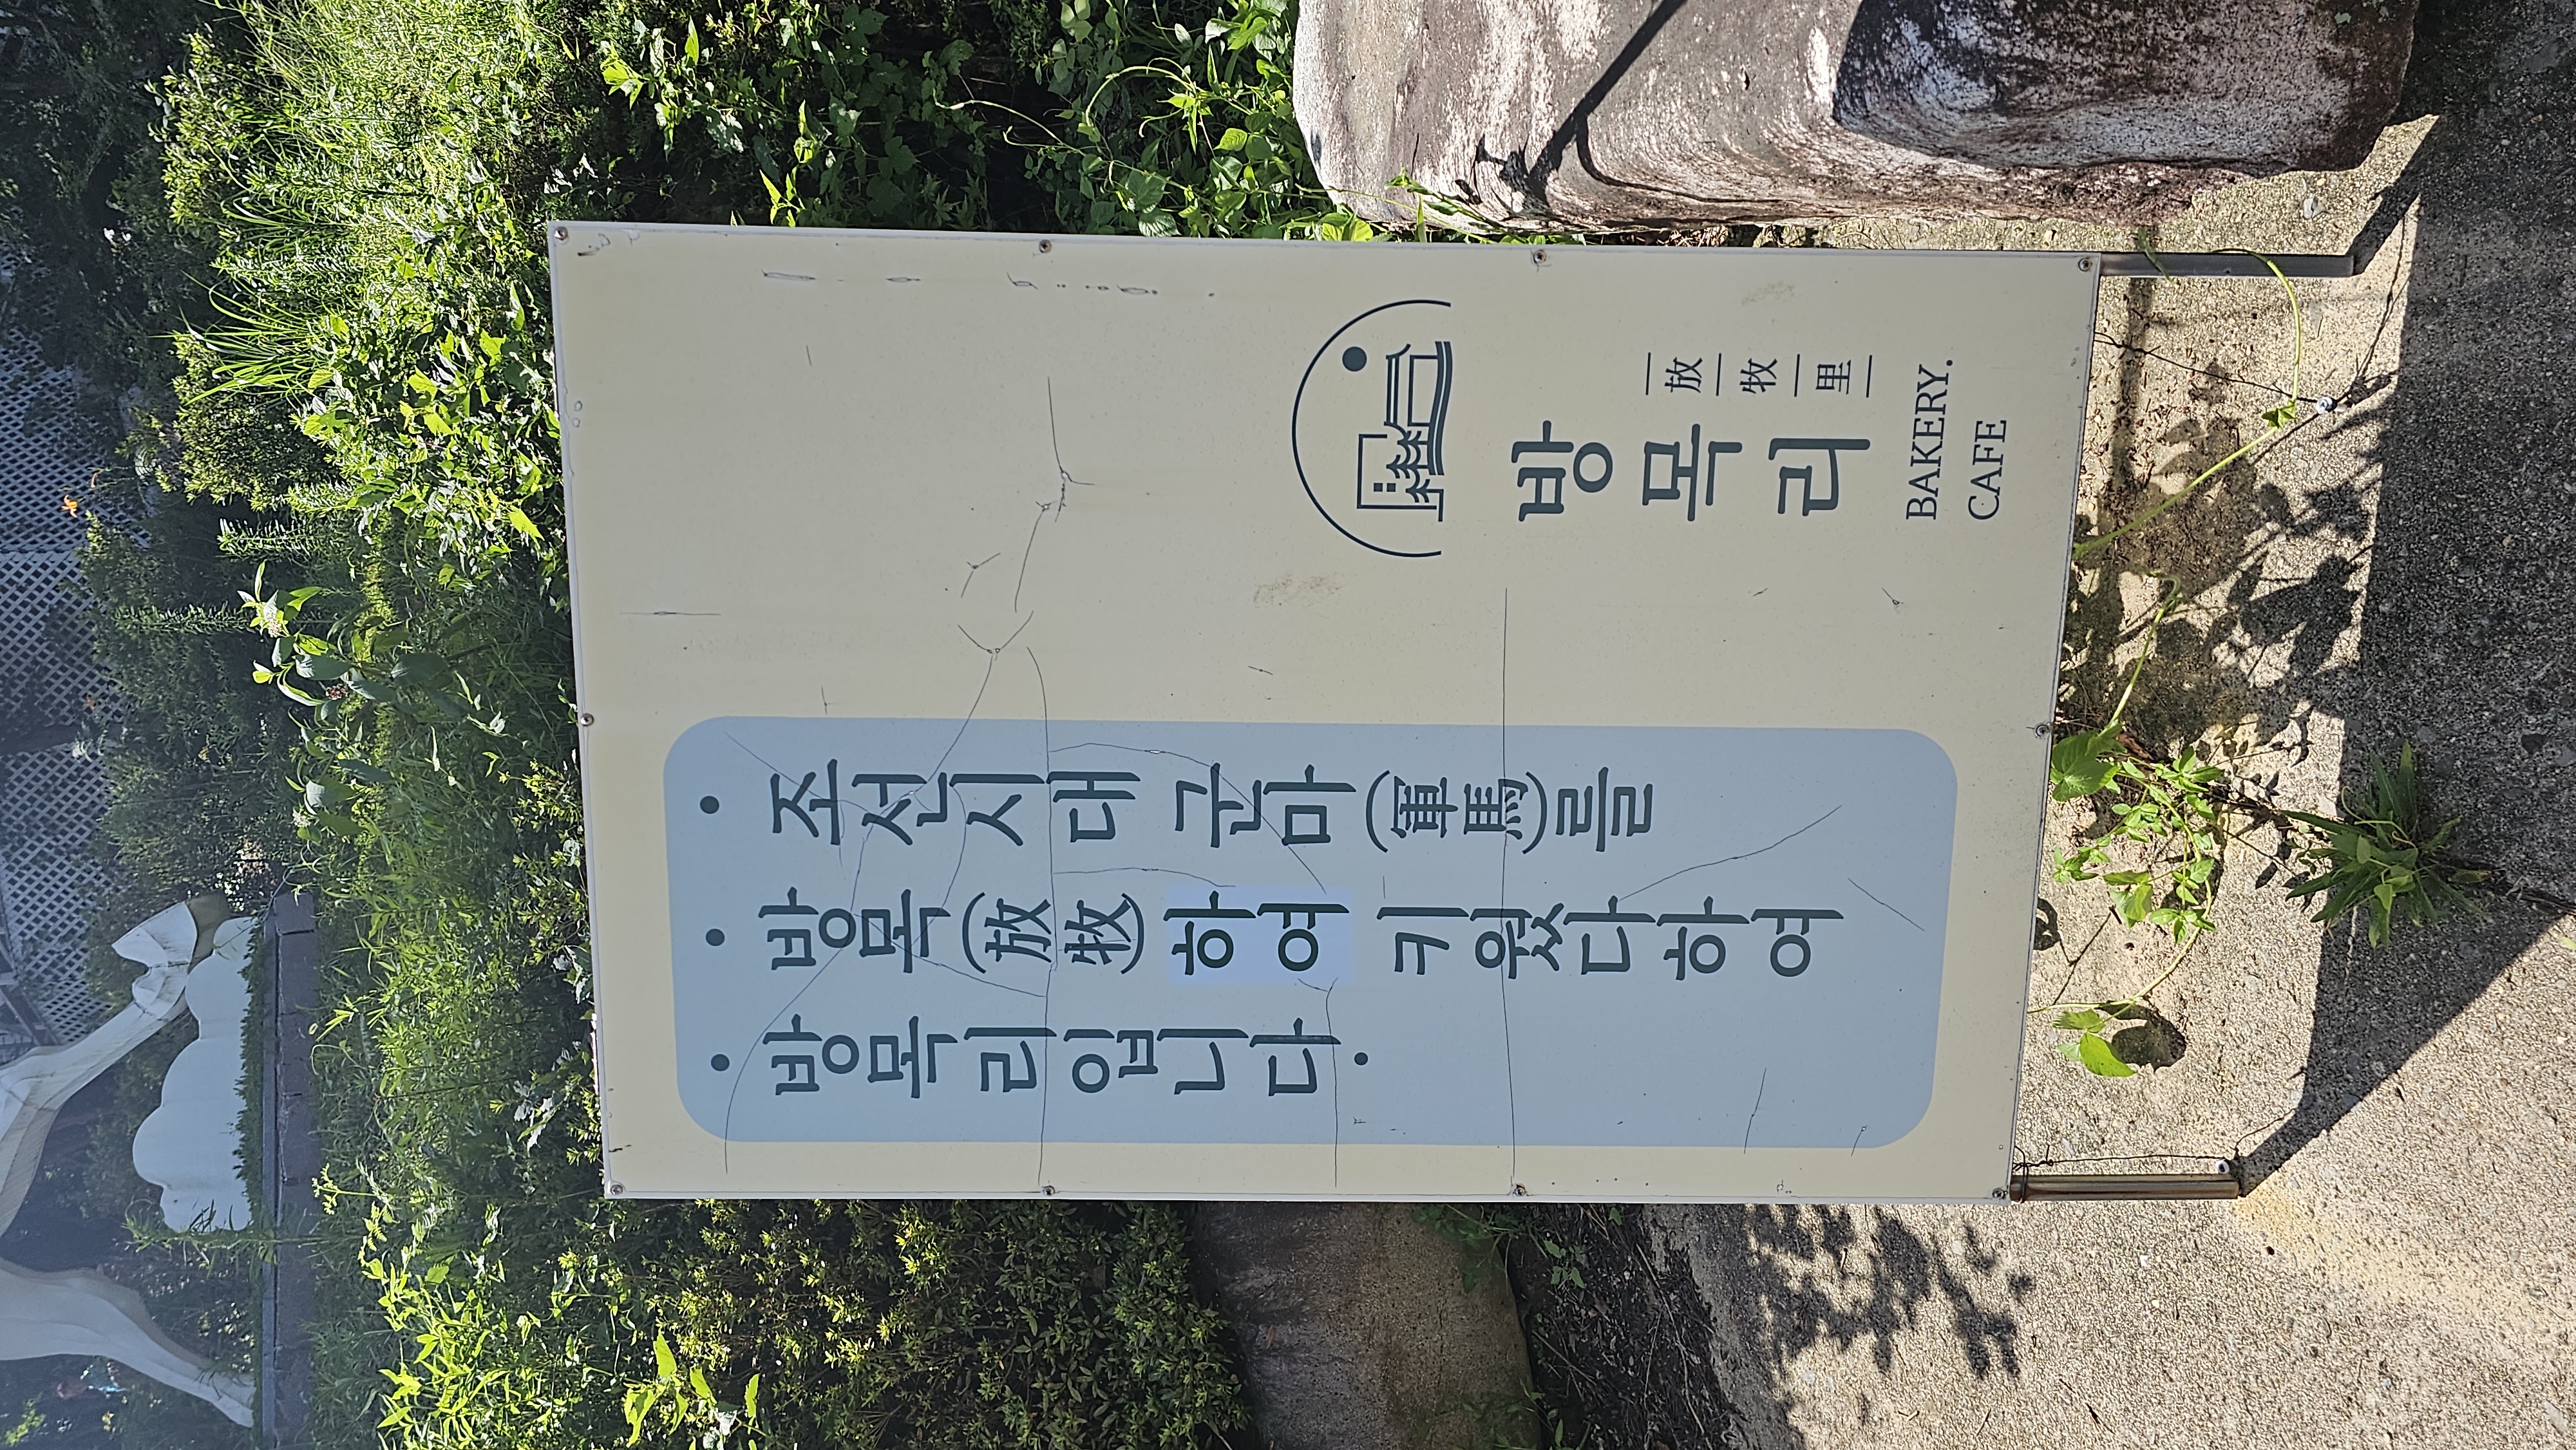 • 조선시대 군마(軍馬)를
• 방목(放牧)하여 키웠다하여
• 방목리입니다.
방목리
放牧里
BAKERY.
CAFE